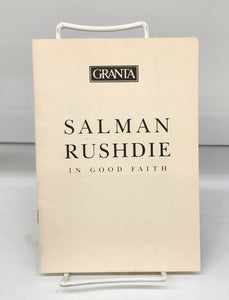 GRANTA
SALMAN
RUSHDIE
IN GOOD FAITH